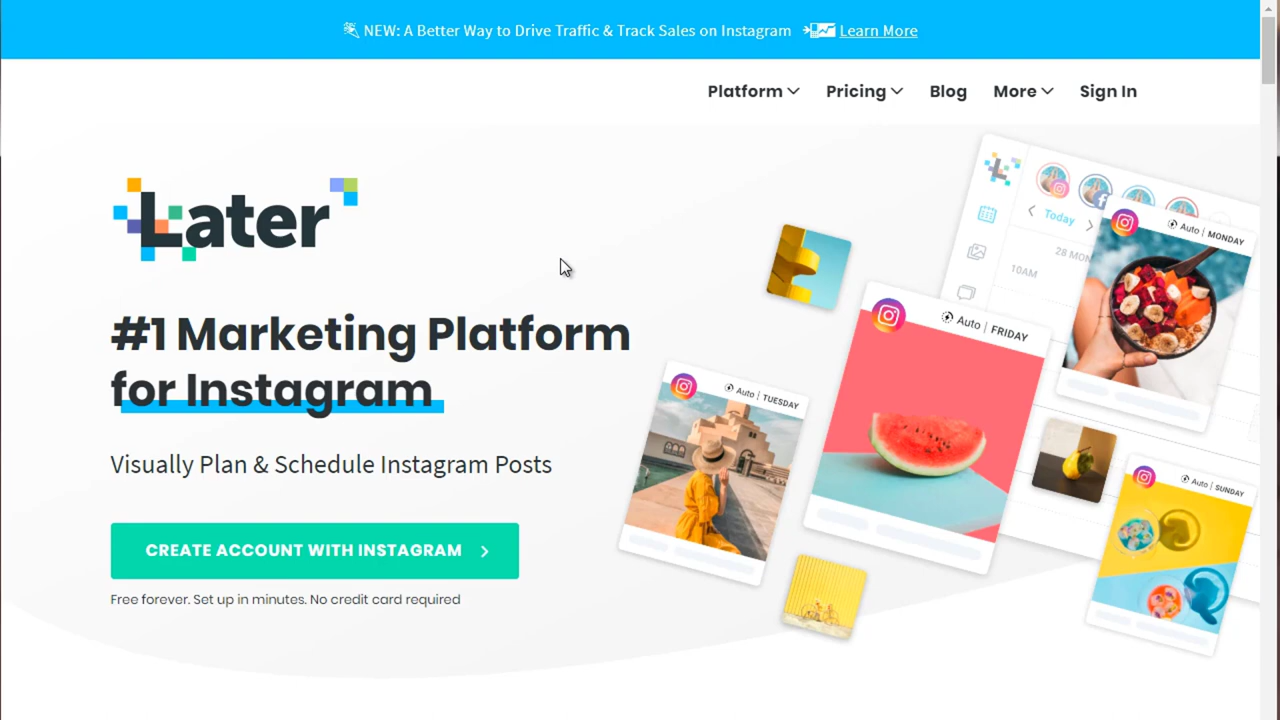 NEW: A Better Way to Drive Traffic & Track Sales on Instagram Learn More
Platform Pricing Blog More Sign In
Later
#1 Marketing Platform
for Instagram
Visually Plan & Schedule Instagram Posts
CREATE ACCOUNT WITH INSTAGRAM
Free forever. Set up in minutes. No credit card required
Today
28 MON
10AM
Auto | MONDAY
Auto | FRIDAY
Auto | TUESDAY
Auto | SUNDAY